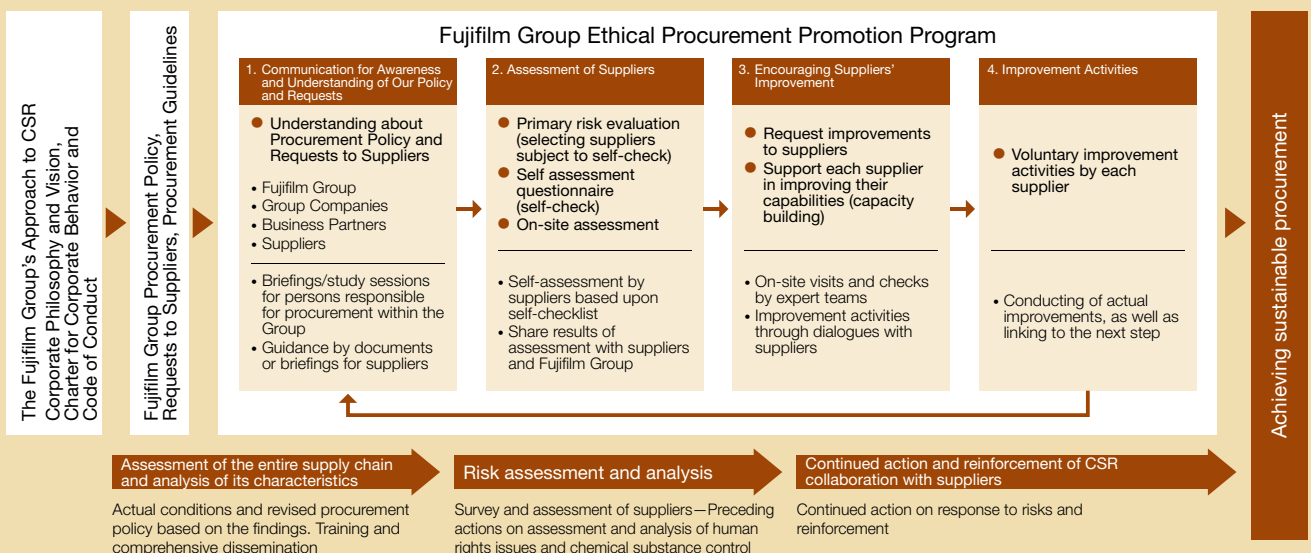 The Fujifilm Group's Approach to CSR
Corporate Philosophy and Vision,
Charter for Corporate Behavior and
Code of Conduct
Fujifilm Group Procurement Policy,
Requests to Suppliers, Procurement Guidelines
Fujifilm Group Ethical Procurement Promotion Program
1. Communication for Awareness
and Understanding of Our Policy
and Requests
● Understanding about
Procurement Policy and
Requests to Suppliers
• Fujifilm Group
• Group Companies
• Business Partners
• Suppliers
• Briefings/study sessions
for persons responsible
for procurement within the
Group
• Guidance by documents
or briefings for suppliers
2. Assessment of Suppliers
● Primary risk evaluation
(selecting suppliers
subject to self-check)
● Self assessment
questionnaire
(self-check)
● On-site assessment
• Self-assessment by
suppliers based upon
self-checklist
• Share results of
assessment with suppliers
and Fujifilm Group
3. Encouraging Suppliers'
Improvement
● Request improvements
to suppliers
● Support each supplier
in improving their
capabilities (capacity
building)
• On-site visits and checks
by expert teams
• Improvement activities
through dialogues with
suppliers
4. Improvement Activities
● Voluntary improvement
activities by each
supplier
• Conducting of actual
improvements, as well as
linking to the next step
Achieving sustainable procurement
Assessment of the entire supply chain
and analysis of its characteristics
Actual conditions and revised procurement
policy based on the findings. Training and
comprehensive dissemination
Risk assessment and analysis
Survey and assessment of suppliers—Preceding
actions on assessment and analysis of human
rights issues and chemical substance control
Continued action and reinforcement of CSR
collaboration with suppliers
Continued action on response to risks and
reinforcement